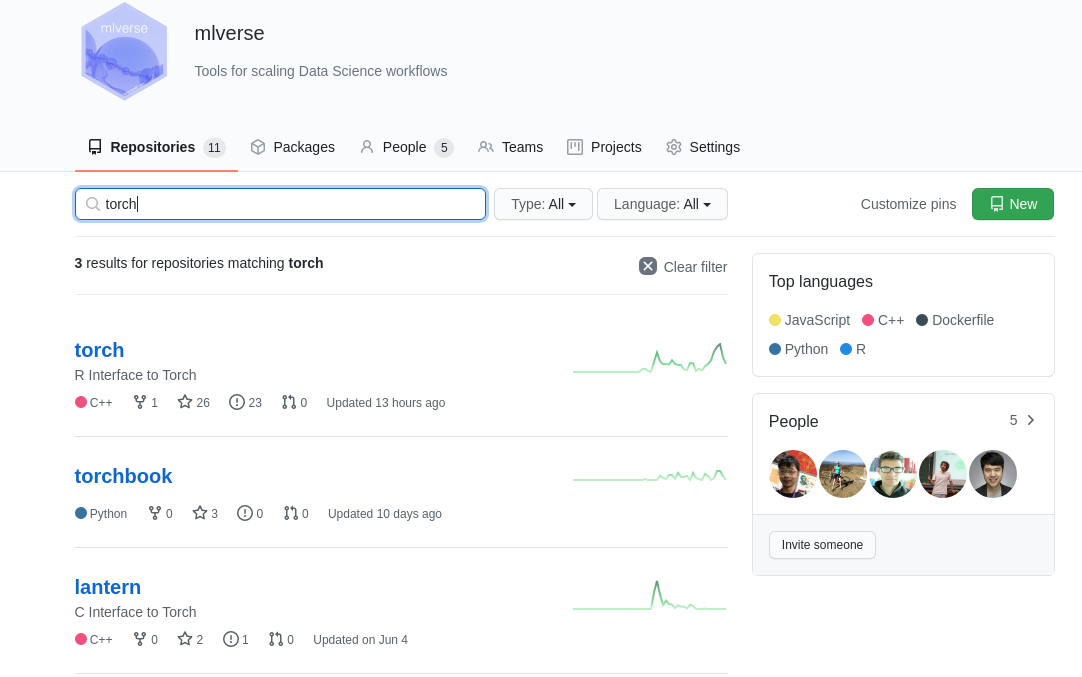 mlverse
mlverse
Tools for scaling Data Science workflows
Repositories 11 Packages People 5 Teams Projects Settings
torch Type: All Language: All Customize pins New
3 results for repositories matching torch Clear filter
torch
R Interface to Torch
C++ 1 26 23 0 Updated 13 hours ago
torchbook
Python 0 3 0 0 Updated 10 days ago
lantern
C Interface to Torch
C++ 0 2 1 0 Updated on Jun 4
Top languages
JavaScript C++ Dockerfile
Python R
People 5
Invite someone